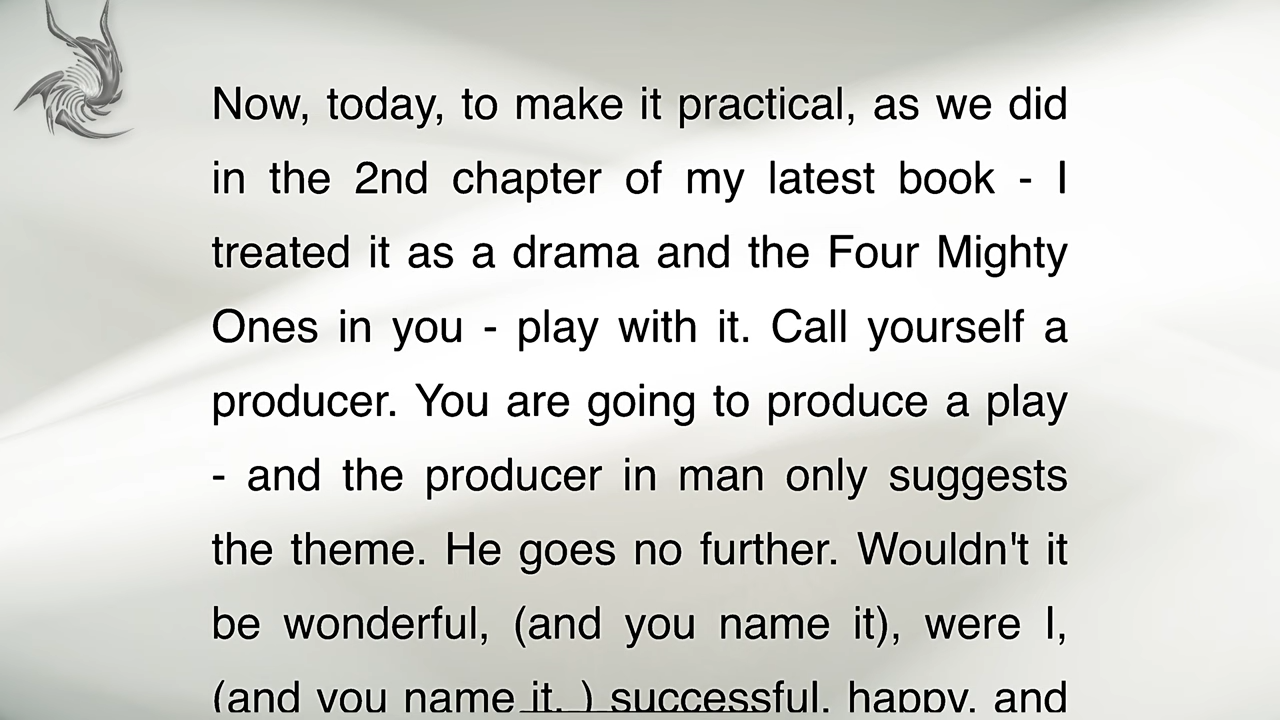 Now, today, to make it practical, as we did
in the 2nd chapter of my latest book - I
treated it as a drama and the Four Mighty
Ones in you - play with it. Call yourself a
producer. You are going to produce a play
- and the producer in man only suggests
the theme. He goes no further. Wouldn't it
be wonderful, (and you name it), were I,
(and you name it, ) successful, happy, and